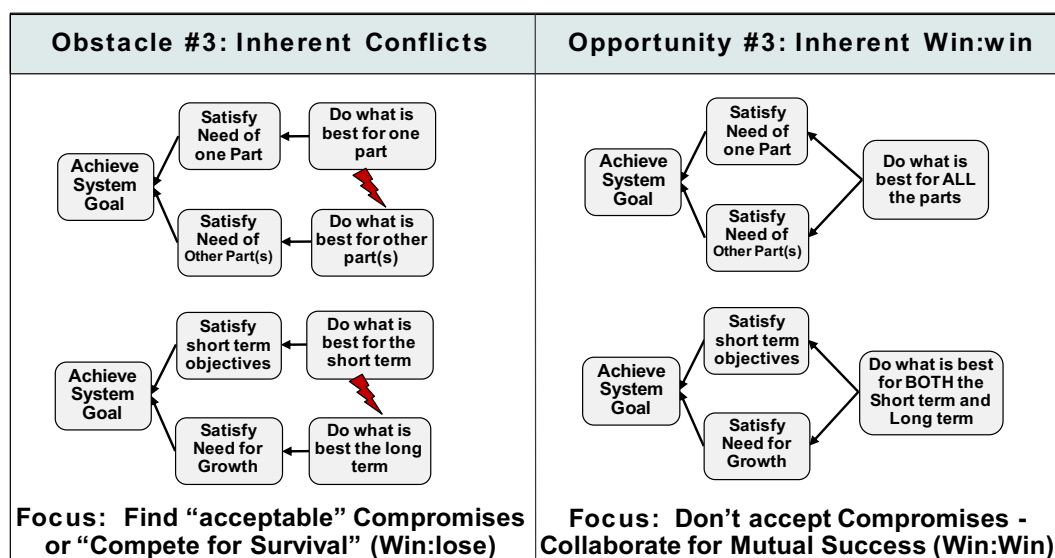 Obstacle #3: Inherent Conflicts
Achieve
System
Goal
Satisfy
Need of
one Part
Do what is
best for one
part
Satisfy
Need of
Other Part(s)
Do what is
best for other
part(s)
Achieve
System
Goal
Satisfy
short term
objectives
Do what is
best for the
short term
Satisfy
Need for
Growth
Do what is
best the long
term
Focus: Find “acceptable” Compromises
or “Compete for Survival” (Win:lose)
Opportunity #3: Inherent Win:win
Achieve
System
Goal
Satisfy
Need of
one Part
Satisfy
Need of
Other Part(s)
Do what is
best for ALL
the parts
Achieve
System
Goal
Satisfy
short term
objectives
Satisfy
Need for
Growth
Do what is best
for BOTH the
Short term and
Long term
Focus: Don’t accept Compromises -
Collaborate for Mutual Success (Win:Win)